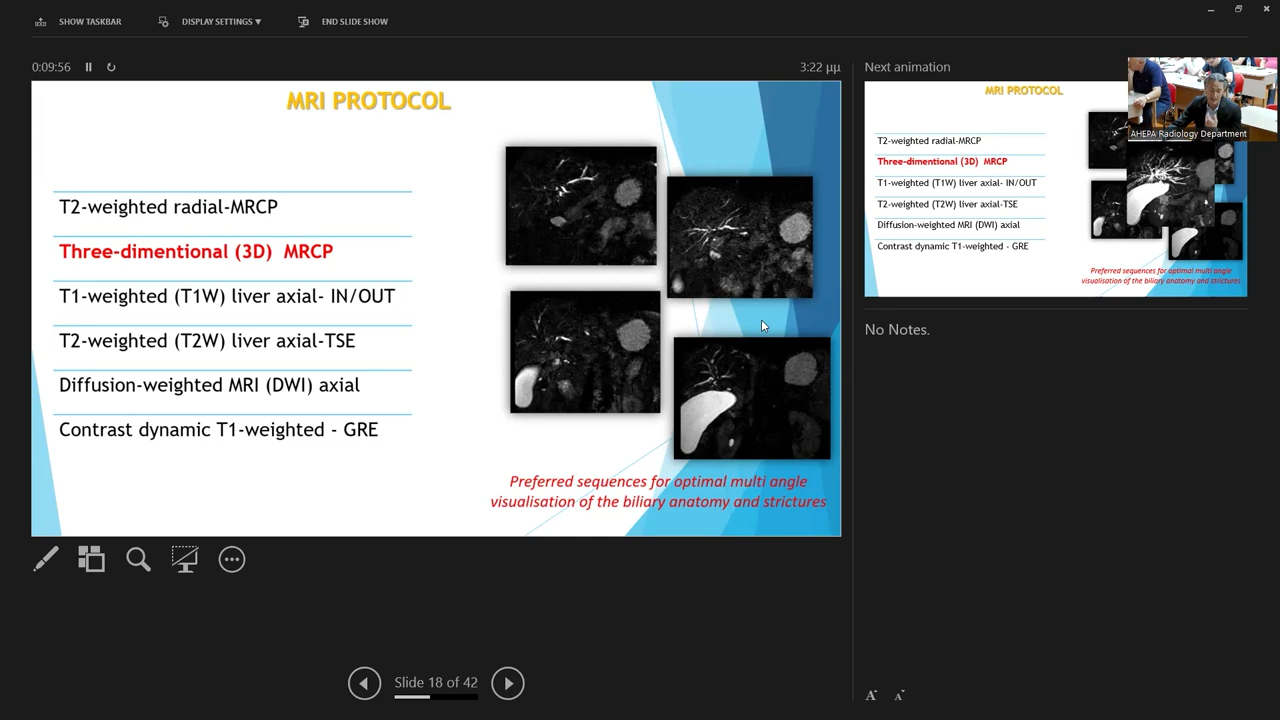 SHOW TASKBAR
DISPLAY SETTINGS ▼
END SLIDE SHOW
0:09:56
3:22 μμ
MRI PROTOCOL
T2-weighted radial-MRCP
Three-dimentional (3D) MRCP
T1-weighted (T1W) liver axial- IN/OUT
T2-weighted (T2W) liver axial-TSE
Diffusion-weighted MRI (DWI) axial
Contrast dynamic T1-weighted - GRE
Preferred sequences for optimal multi angle
visualisation of the biliary anatomy and strictures
Slide 18 of 42
Next animation
AHEPA Radiology Department
MRI PROTOCOL
T2-weighted radial-MRCP
Three-dimentional (3D) MRCP
T1-weighted (T1W) liver axial- IN/OUT
T2-weighted (T2W) liver axial-TSE
Diffusion-weighted MRI (DWI) axial
Contrast dynamic T1-weighted - GRE
Preferred sequences for optimal multi angle
visualisation of the biliary anatomy and strictures
No Notes.
A A